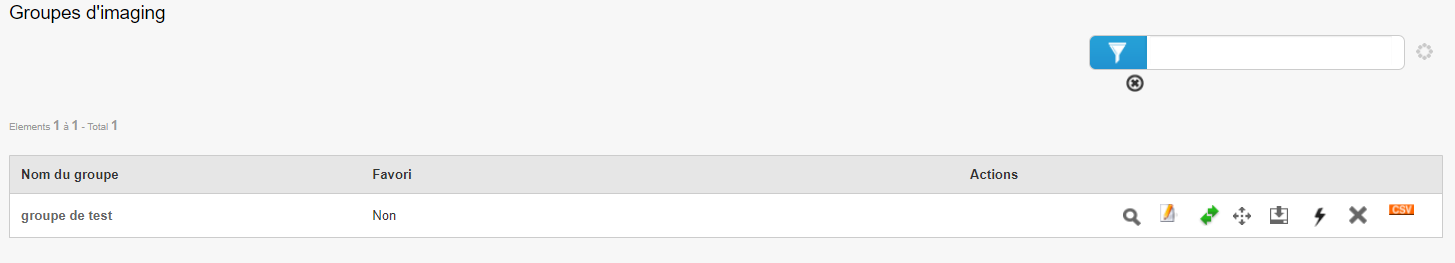 Groupes d'imaging
Elements 1 à 1 - Total 1
Nom du groupe Favori Actions
groupe de test Non CSV